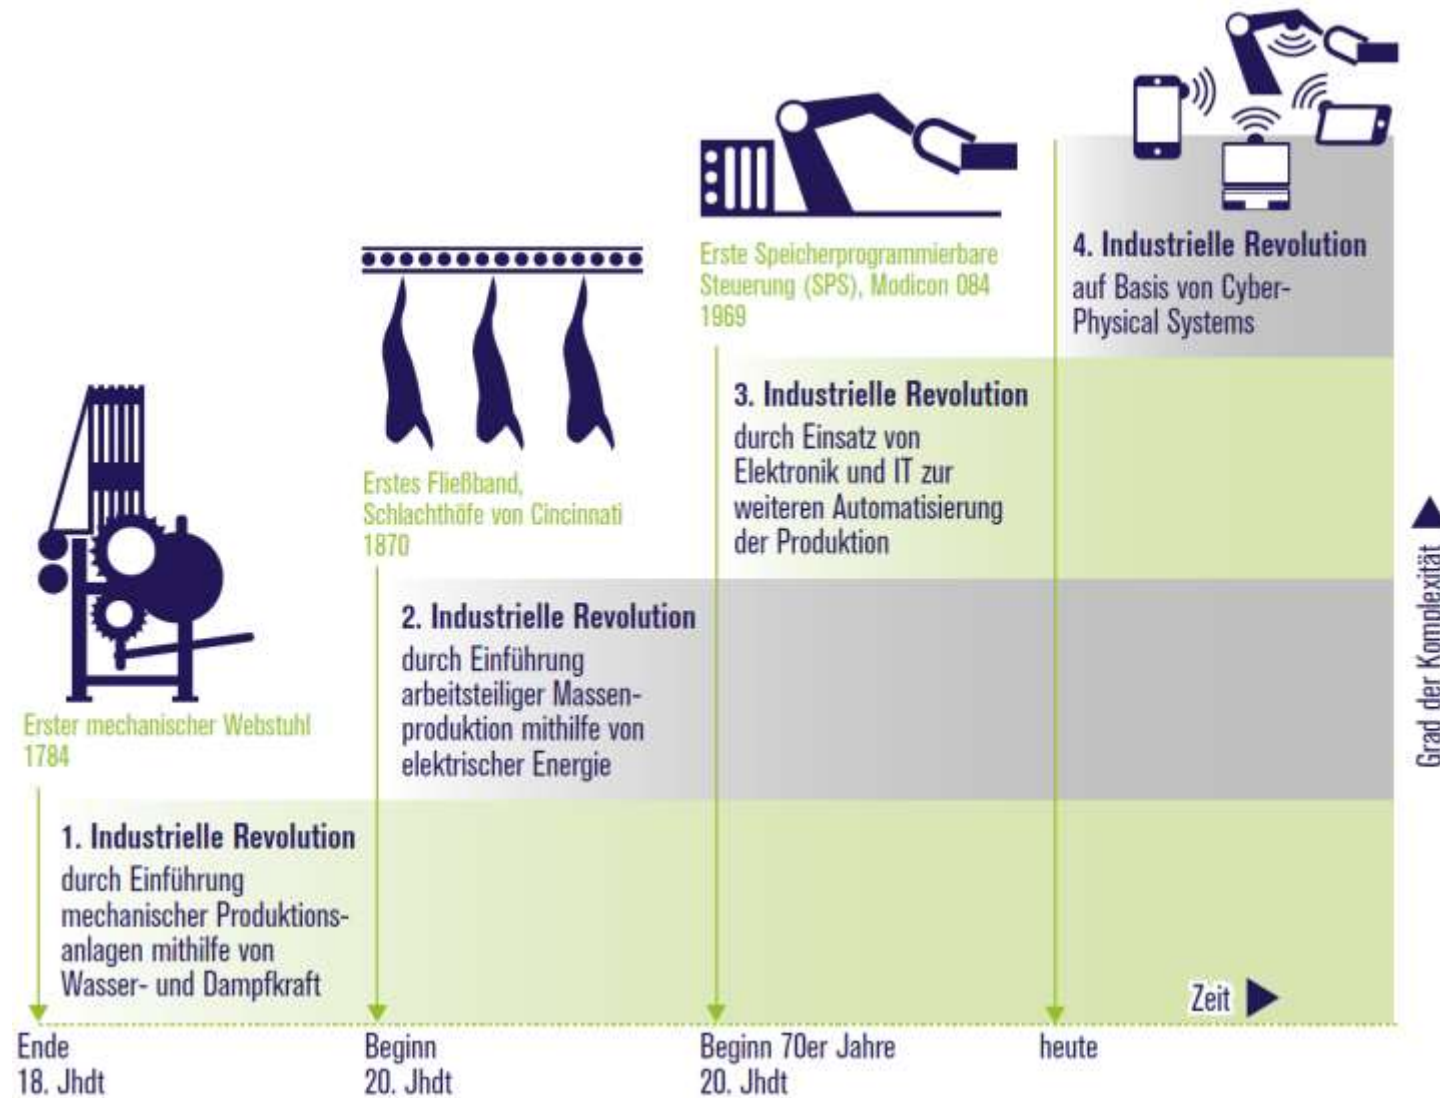 Erster mechanischer Webstuhl
1784
1. Industrielle Revolution
durch Einführung
mechanischer Produktions-
anlagen mithilfe von
Wasser- und Dampfkraft
Ende
18. Jhdt
Erstes Fließband,
Schlachthöfe von Cincinnati
1870
2. Industrielle Revolution
durch Einführung
arbeitsteiliger Massen-
produktion mithilfe von
elektrischer Energie
Beginn
20. Jhdt
Erste Speicherprogrammierbare
Steuerung (SPS), Modicon 084
1969
3. Industrielle Revolution
durch Einsatz von
Elektronik und IT zur
weiteren Automatisierung
der Produktion
Beginn 70er Jahre
20. Jhdt
4. Industrielle Revolution
auf Basis von Cyber-
Physical Systems
heute
Zeit
Grad der Komplexität